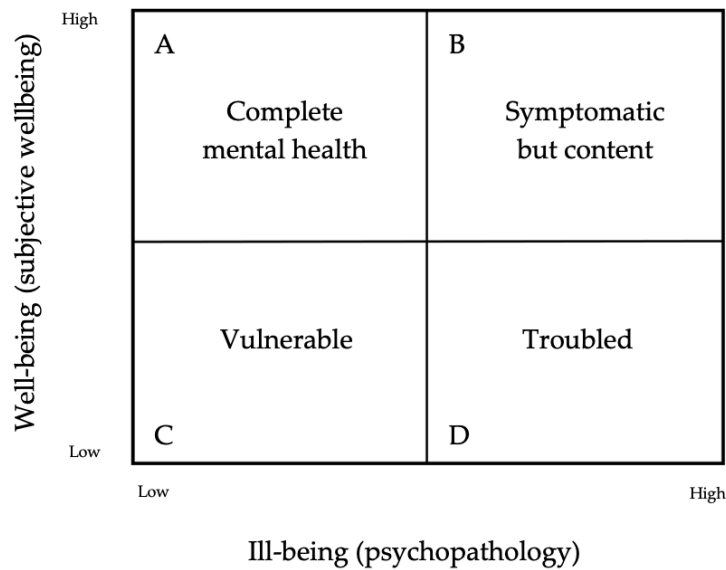 High
A
B
Complete
mental health
Symptomatic
but content
Well-being (subjective wellbeing)
Vulnerable
Troubled
C
D
Low
Low
High
Ill-being (psychopathology)